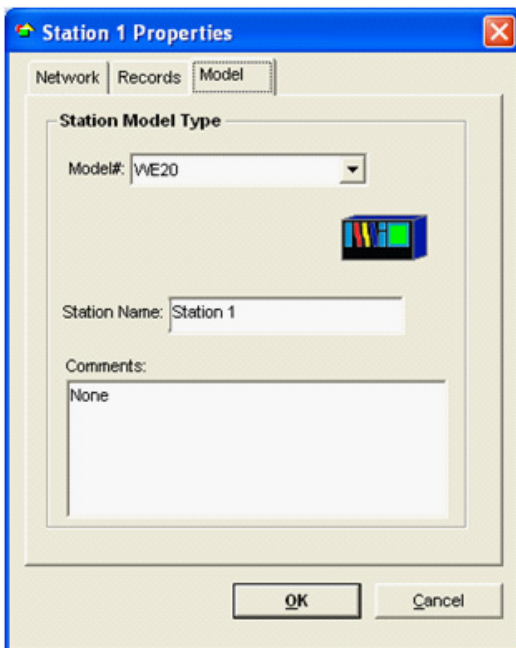 Station 1 Properties
Network Records Model
Station Model Type
Model#: WE20
Station Name: Station 1
Comments:
None
OK Cancel